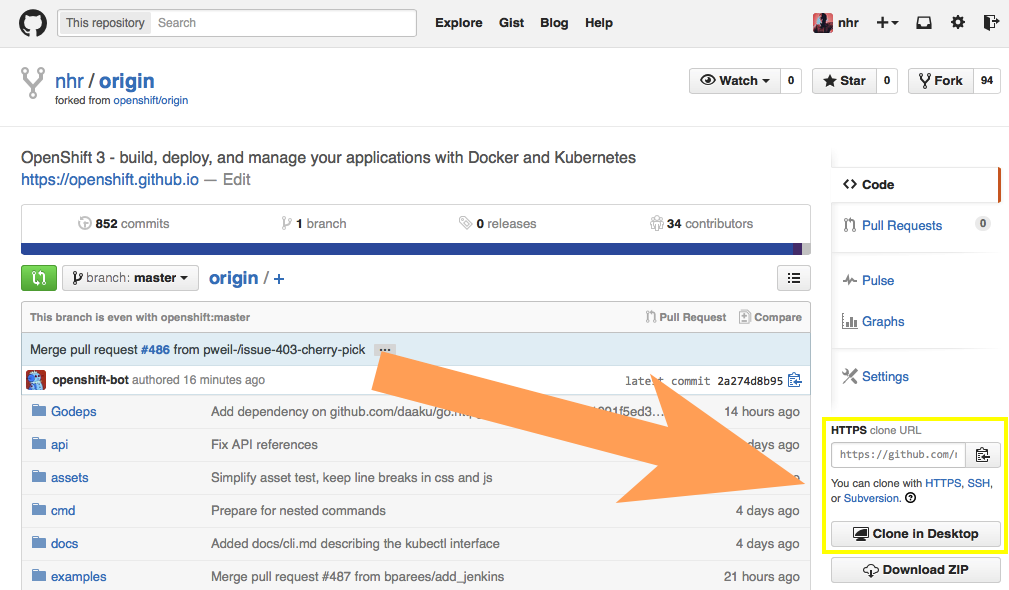 This repository Search Explore Gist Blog Help nhr
nhr / origin Watch 0 Star 0 Fork 94
forked from openshift/origin
OpenShift 3 - build, deploy, and manage your applications with Docker and Kubernetes
https://openshift.github.io — Edit
852 commits 1 branch 0 releases 34 contributors
branch: master origin / +
This branch is even with openshift:master Pull Request Compare
Merge pull request #486 from pweil-/issue-403-cherry-pick ...
openshift-bot authored 16 minutes ago latest commit 2a274d8b95
Godeps Add dependency on 14 hours ago
api Fix API references days ago
assets Simplify asset test, keep line breaks in css and js
cmd Prepare for nested commands 4 days ago
docs Added docs/cli.md describing the kubectl interface 4 days ago
examples Merge pull request #487 from bparees/add_jenkins 21 hours ago
Code
Pull Requests 0
Pulse
Graphs
Settings
HTTPS clone URL
https://github.com/
You can clone with HTTPS, SSH,
or Subversion.
Clone in Desktop
Download ZIP